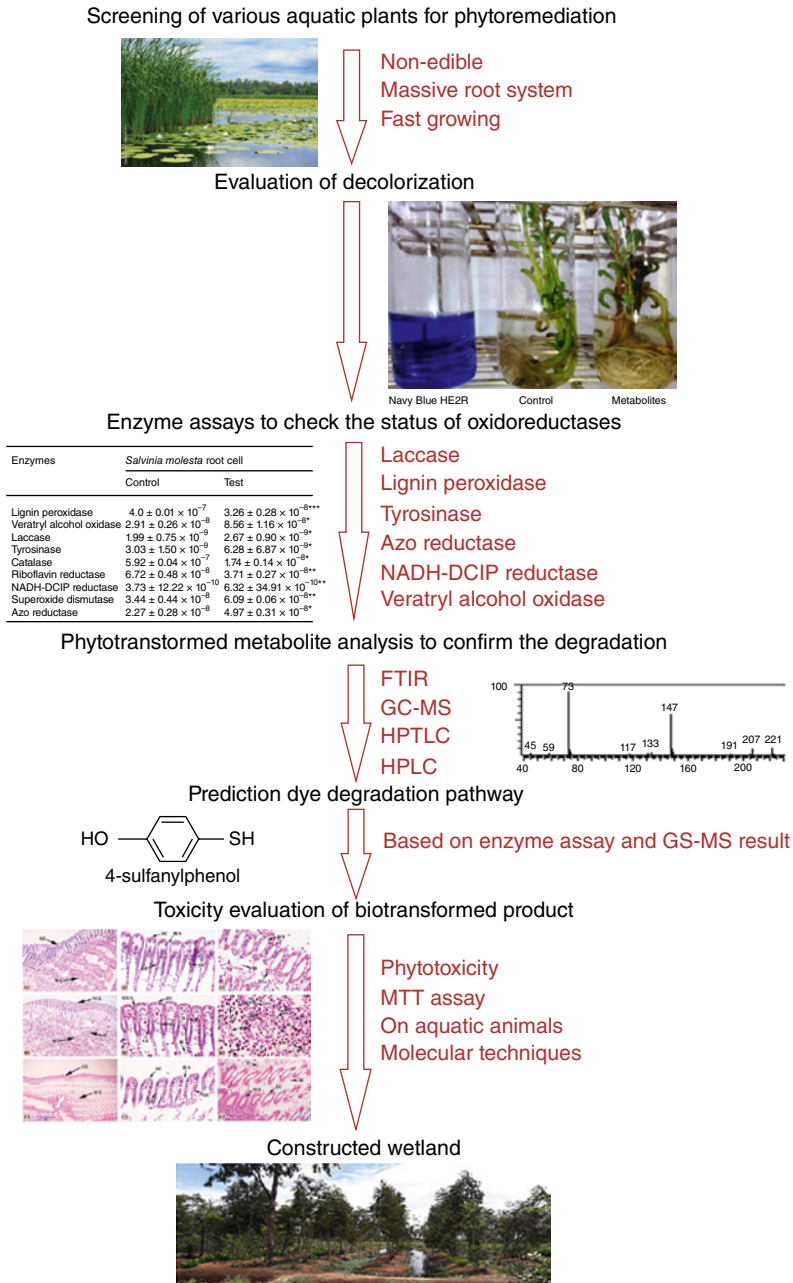 Screening of various aquatic plants for phytoremediation
Non-edible
Massive root system
Fast growing
Evaluation of decolorization
Navy Blue HE2R Control Metabolites
Enzyme assays to check the status of oxidoreductases
Enzymes Salvinia molesta root cell
Control Test
Lignin peroxidase 4.0 ± 0.01 × 10⁻⁷ 3.26 ± 0.28 × 10⁻⁸***
Veratryl alcohol oxidase 2.91 ± 0.26 × 10⁻⁸ 8.56 ± 1.16 × 10⁻⁸*
Laccase 1.99 ± 0.75 × 10⁻⁹ 2.67 ± 0.90 × 10⁻⁹*
Tyrosinase 3.03 ± 1.50 × 10⁻⁹ 6.28 ± 6.87 × 10⁻⁹*
Catalase 5.92 ± 0.04 × 10⁻⁷ 1.74 ± 0.14 × 10⁻⁸*
Riboflavin reductase 6.72 ± 0.48 × 10⁻⁸ 3.71 ± 0.27 × 10⁻⁸**
NADH-DCIP reductase 3.73 ± 12.22 × 10⁻¹⁰ 6.32 ± 34.91 × 10⁻¹⁰**
Superoxide dismutase 3.44 ± 0.44 × 10⁻⁸ 6.09 ± 0.06 × 10⁻⁸**
Azo reductase 2.27 ± 0.28 × 10⁻⁸ 4.97 ± 0.31 × 10⁻⁸*
Laccase
Lignin peroxidase
Tyrosinase
Azo reductase
NADH-DCIP reductase
Veratryl alcohol oxidase
Phytotranstormed metabolite analysis to confirm the degradation
FTIR
GC-MS
HPTLC
HPLC
100
73
147
45 59 117 133 191 207 221
40 80 120 160 200
Prediction dye degradation pathway
HO SH
4-sulfanylphenol
Based on enzyme assay and GS-MS result
Toxicity evaluation of biotransformed product
Phytotoxicity
MTT assay
On aquatic animals
Molecular techniques
Constructed wetland